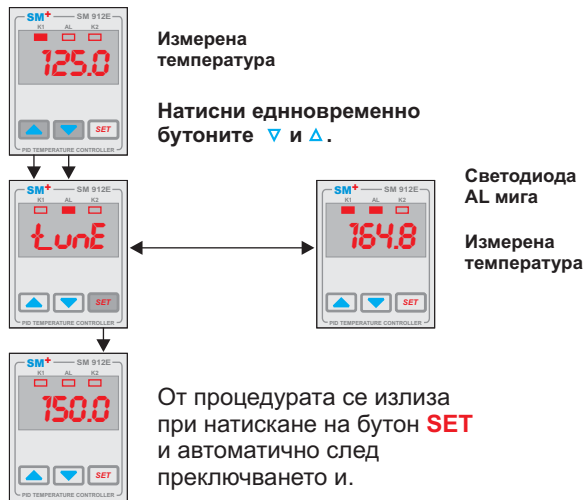 SM+ SM 912E
K1 AL K2
125.0
SET
PID TEMPERATURE CONTROLLER
Измерена
температура
Натисни еднновременно
бутоните ▽ и △.
SM+ SM 912E
K1 AL K2
tunE
SET
PID TEMPERATURE CONTROLLER
SM+ SM 912E
K1 AL K2
164.8
SET
PID TEMPERATURE CONTROLLER
Светодиода
AL мига
Измерена
температура
SM+ SM 912E
K1 AL K2
150.0
SET
PID TEMPERATURE CONTROLLER
От процедурата се излиза
при натискане на бутон SET
и автоматично след
преключването и.